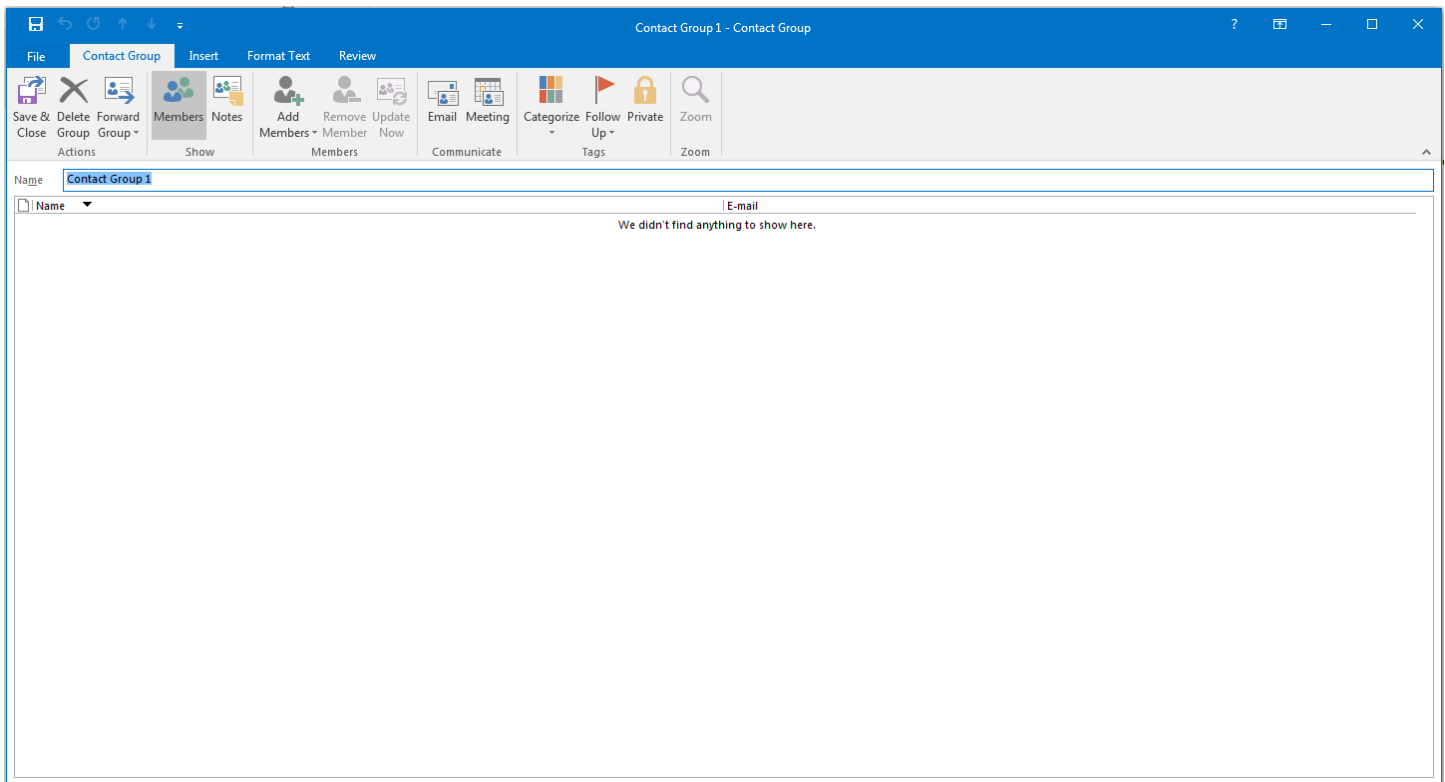 Contact Group 1 - Contact Group
?
File Contact Group Insert Format Text Review
Save & Close
Delete Group
Forward Group
Members
Notes
Add Members
Remove Member
Update Now
Email
Meeting
Categorize
Follow Up
Private
Zoom
Actions Show Members Communicate Tags Zoom
Name Contact Group 1
Name E-mail
We didn't find anything to show here.